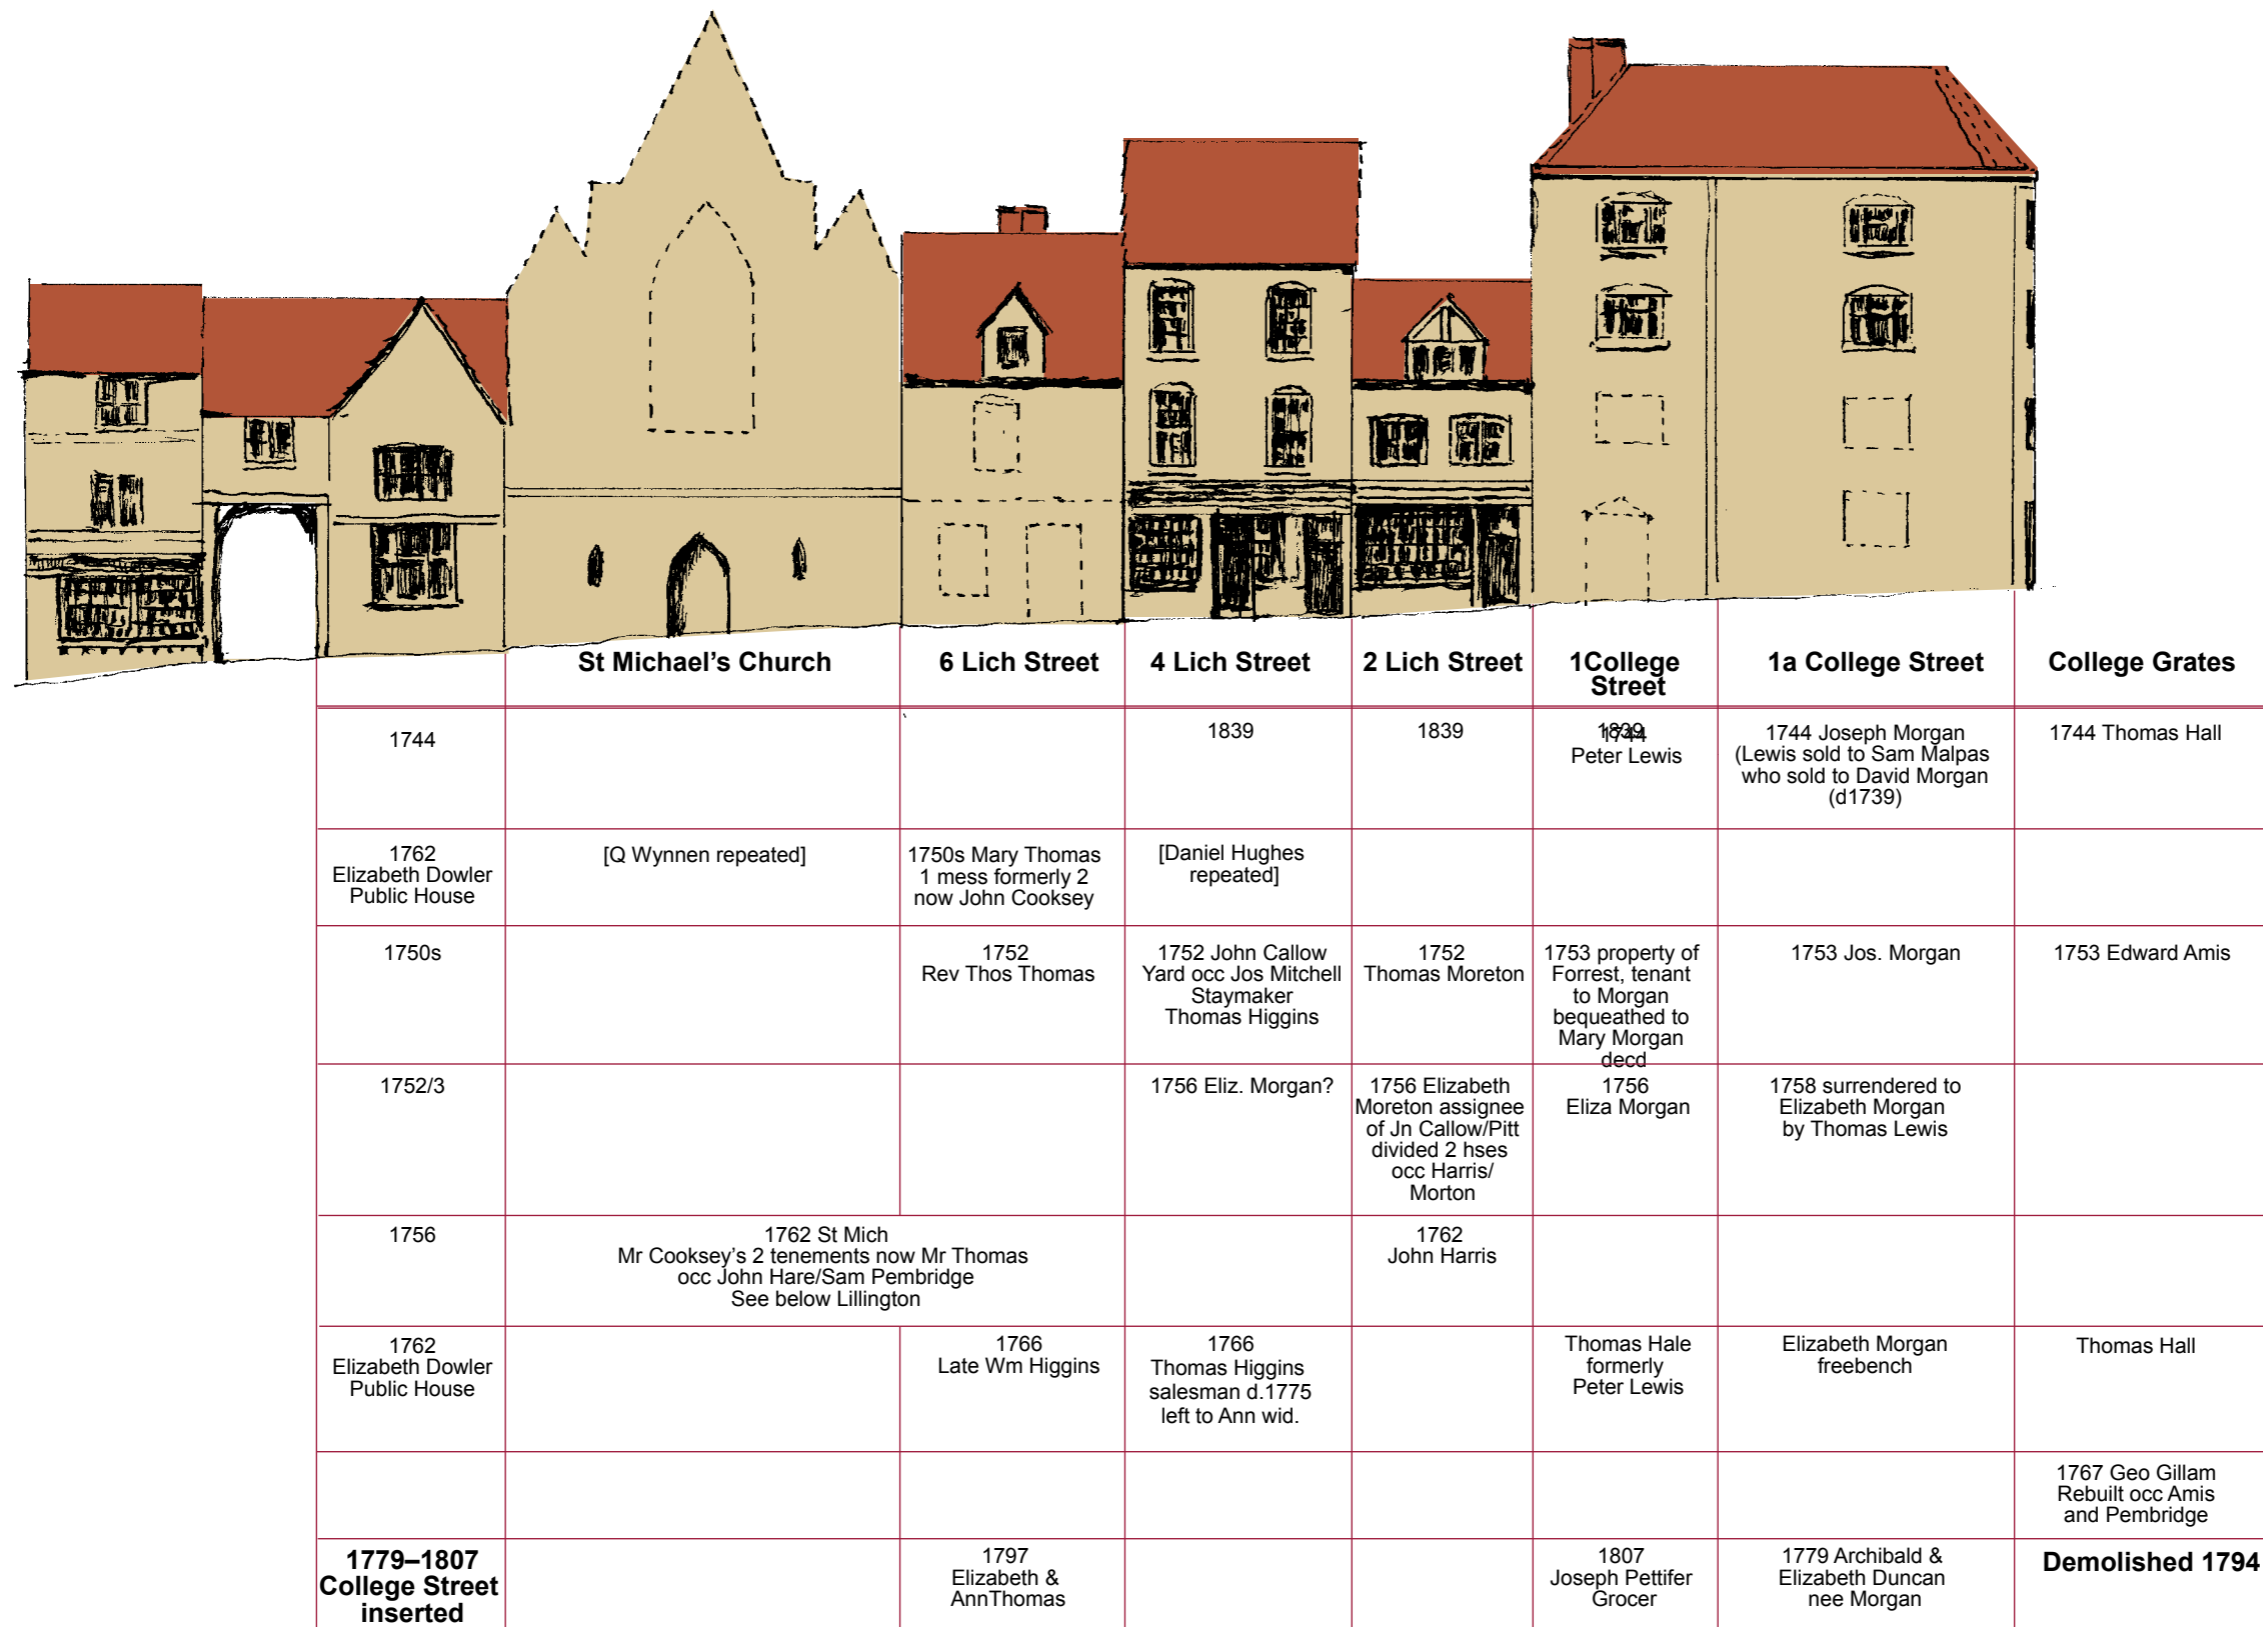 St Michael's Church
6 Lich Street
4 Lich Street
2 Lich Street
1College
Street
1a College Street
College Grates
1744
1839
1839
1839
1744
Peter Lewis
1744 Joseph Morgan
(Lewis sold to Sam Malpas
who sold to David Morgan
(d1739)
1744 Thomas Hall
1762
Elizabeth Dowler
Public House
[Q Wynnen repeated]
1750s Mary Thomas
1 mess formerly 2
now John Cooksey
[Daniel Hughes
repeated]
1750s
1752
Rev Thos Thomas
1752 John Callow
Yard occ Jos Mitchell
Staymaker
Thomas Higgins
1752
Thomas Moreton
1753 property of
Forrest, tenant
to Morgan
bequeathed to
Mary Morgan
decd
1753 Jos. Morgan
1753 Edward Amis
1752/3
1756 Eliz. Morgan?
1756 Elizabeth
Moreton assignee
of Jn Callow/Pitt
divided 2 hses
occ Harris/
Morton
1756
Eliza Morgan
1758 surrendered to
Elizabeth Morgan
by Thomas Lewis
1756
1762 St Mich
Mr Cooksey's 2 tenements now Mr Thomas
occ John Hare/Sam Pembridge
See below Lillington
1762
John Harris
1762
Elizabeth Dowler
Public House
1766
Late Wm Higgins
1766
Thomas Higgins
salesman d.1775
left to Ann wid.
Thomas Hale
formerly
Peter Lewis
Elizabeth Morgan
freebench
Thomas Hall
1767 Geo Gillam
Rebuilt occ Amis
and Pembridge
1779–1807
College Street
inserted
1797
Elizabeth &
AnnThomas
1807
Joseph Pettifer
Grocer
1779 Archibald &
Elizabeth Duncan
nee Morgan
Demolished 1794